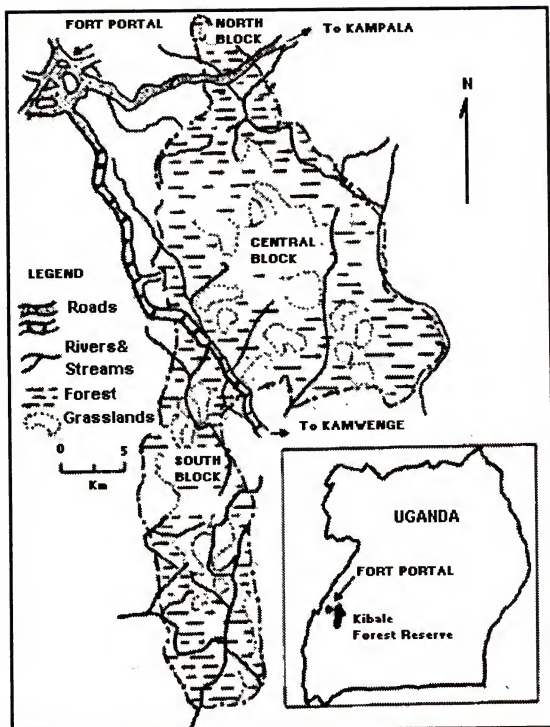 FORT PORTAL
NORTH
BLOCK
To KAMPALA
N
CENTRAL
BLOCK
LEGEND
Roads
Rivers&
Streams
Forest
Grasslands
0 5
Km
To KAMWENGE
SOUTH
BLOCK
UGANDA
FORT PORTAL
Kibale
Forest Reserve